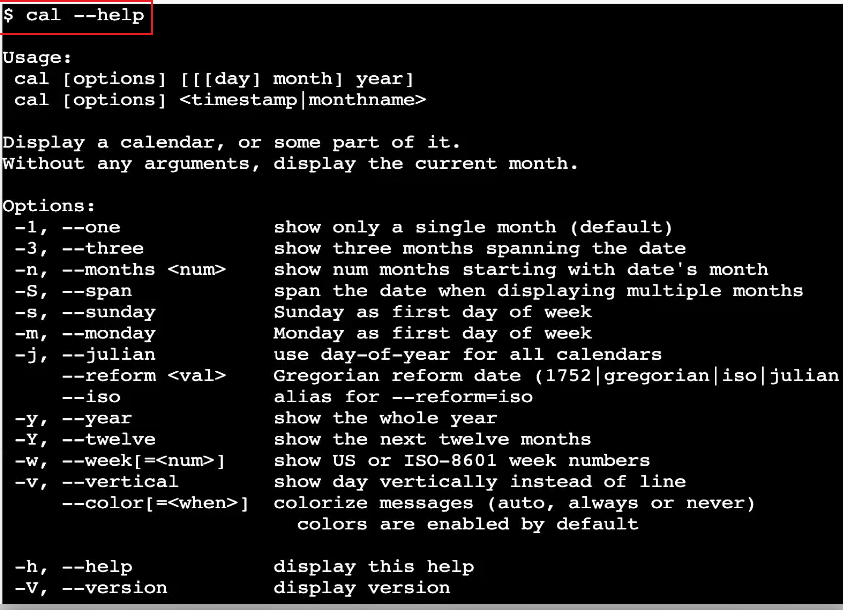 $ cal --help
Usage:
 cal [options] [[[day] month] year]
 cal [options] <timestamp|monthname>
Display a calendar, or some part of it.
Without any arguments, display the current month.
Options:
 -1, --one             show only a single month (default)
 -3, --three           show three months spanning the date
 -n, --months <num>    show num months starting with date's month
 -S, --span            span the date when displaying multiple months
 -s, --sunday          Sunday as first day of week
 -m, --monday          Monday as first day of week
 -j, --julian          use day-of-year for all calendars
     --reform <val>    Gregorian reform date (1752|gregorian|iso|julian
     --iso             alias for --reform=iso
 -y, --year            show the whole year
 -Y, --twelve          show the next twelve months
 -w, --week[=<num>]    show US or ISO-8601 week numbers
 -v, --vertical        show day vertically instead of line
     --color[=<when>]  colorize messages (auto, always or never)
                         colors are enabled by default
 -h, --help            display this help
 -V, --version         display version